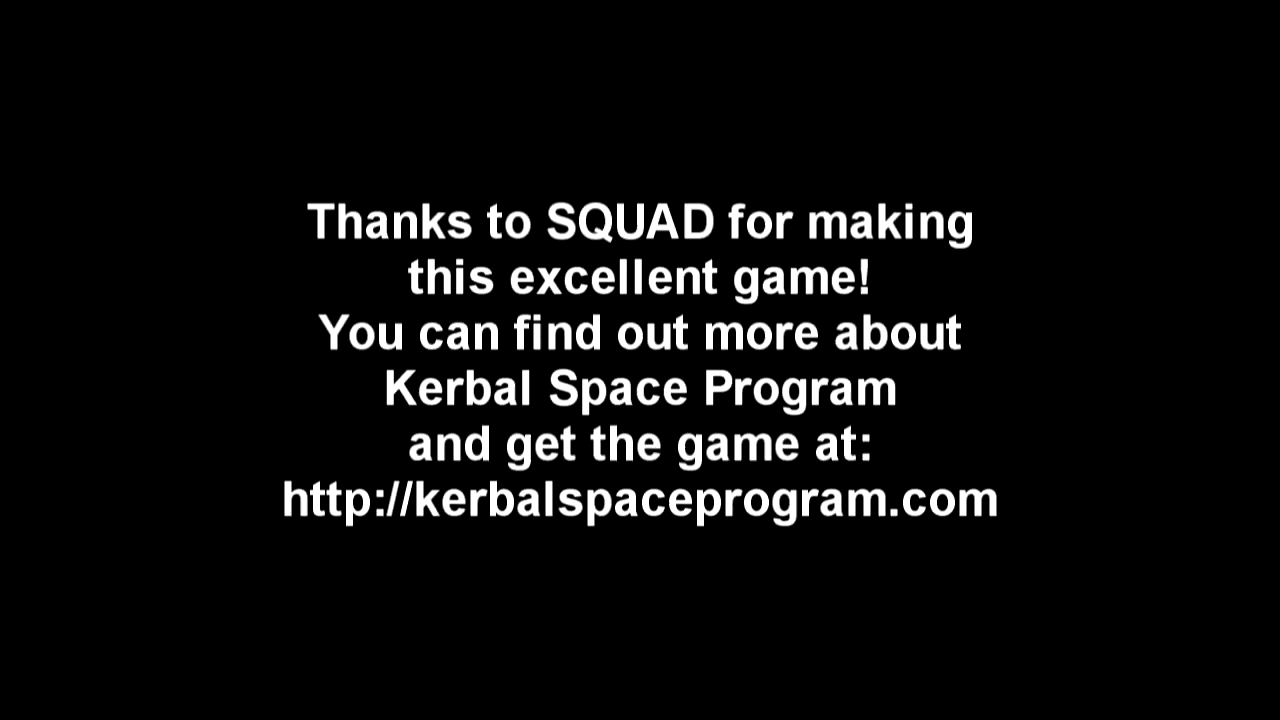 Thanks to SQUAD for making
this excellent game!
You can find out more about
Kerbal Space Program
and get the game at:
http://kerbalspaceprogram.com